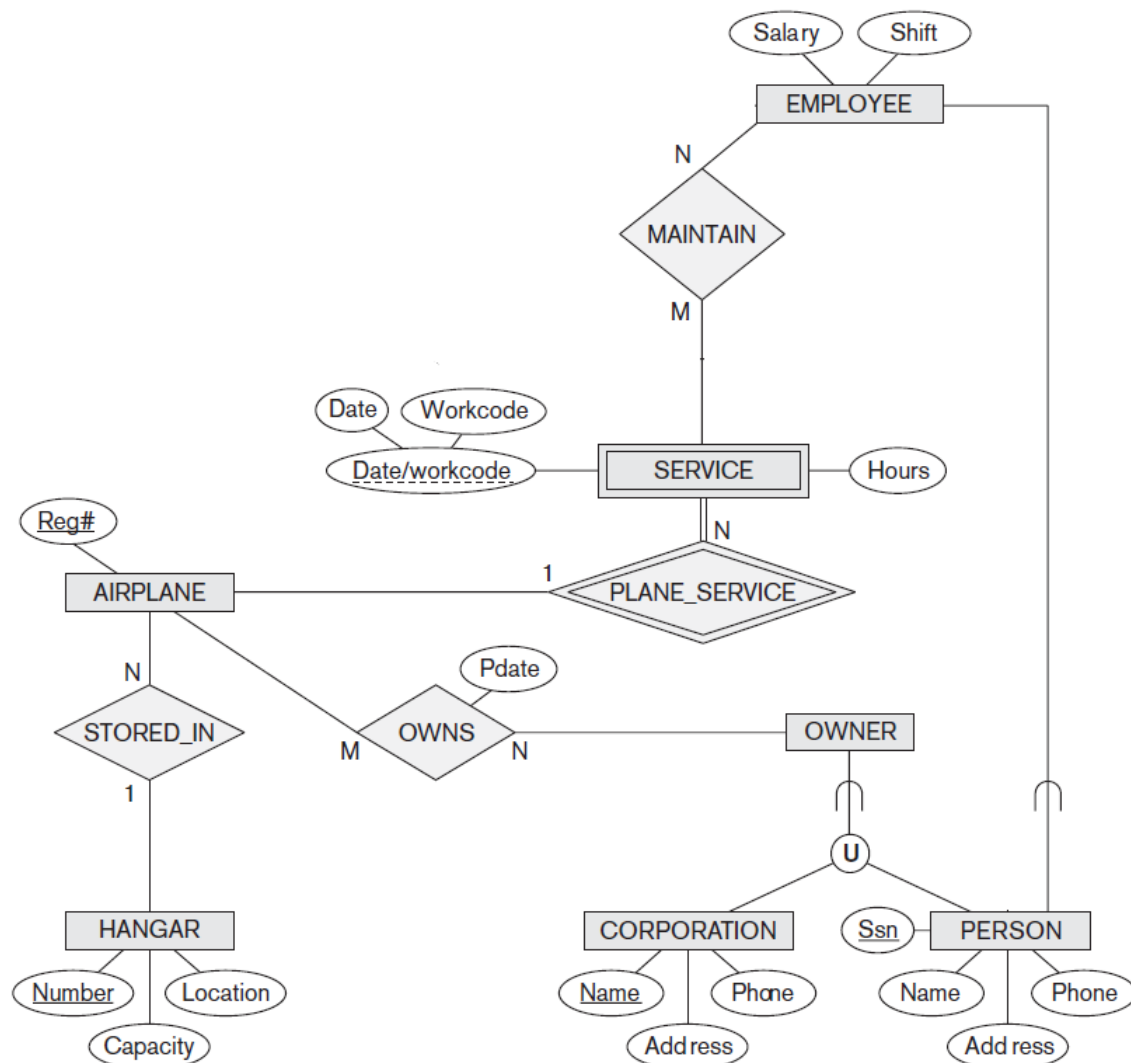 Salary
Shift
EMPLOYEE
N
MAINTAIN
M
Date
Workcode
Date/workcode
SERVICE
Hours
Reg#
N
AIRPLANE
1
PLANE_SERVICE
Pdate
N
STORED_IN
M
OWNS
N
OWNER
1
U
HANGAR
CORPORATION
Ssn
PERSON
Number
Location
Name
Phone
Name
Phone
Capacity
Address
Address